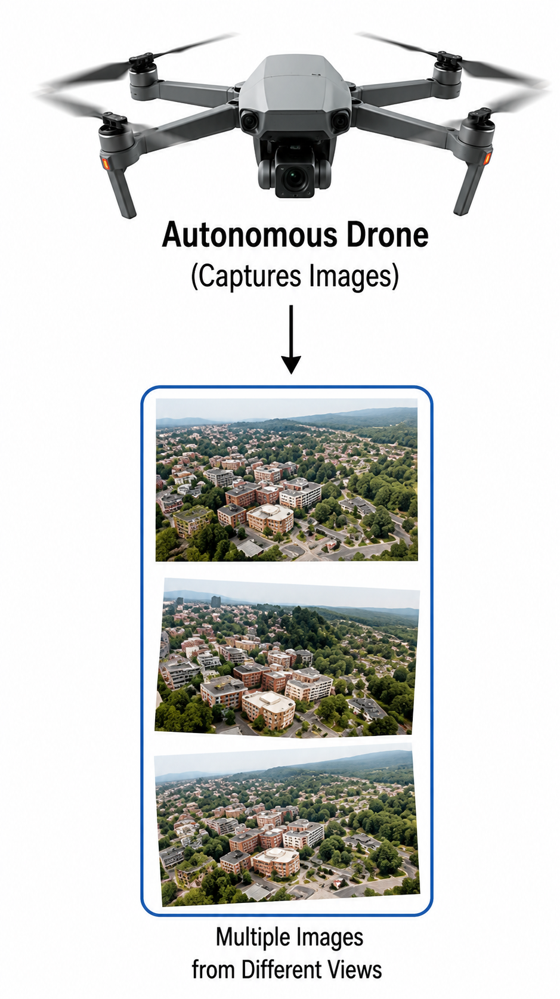 Autonomous Drone
(Captures Images)
Multiple Images
from Different Views